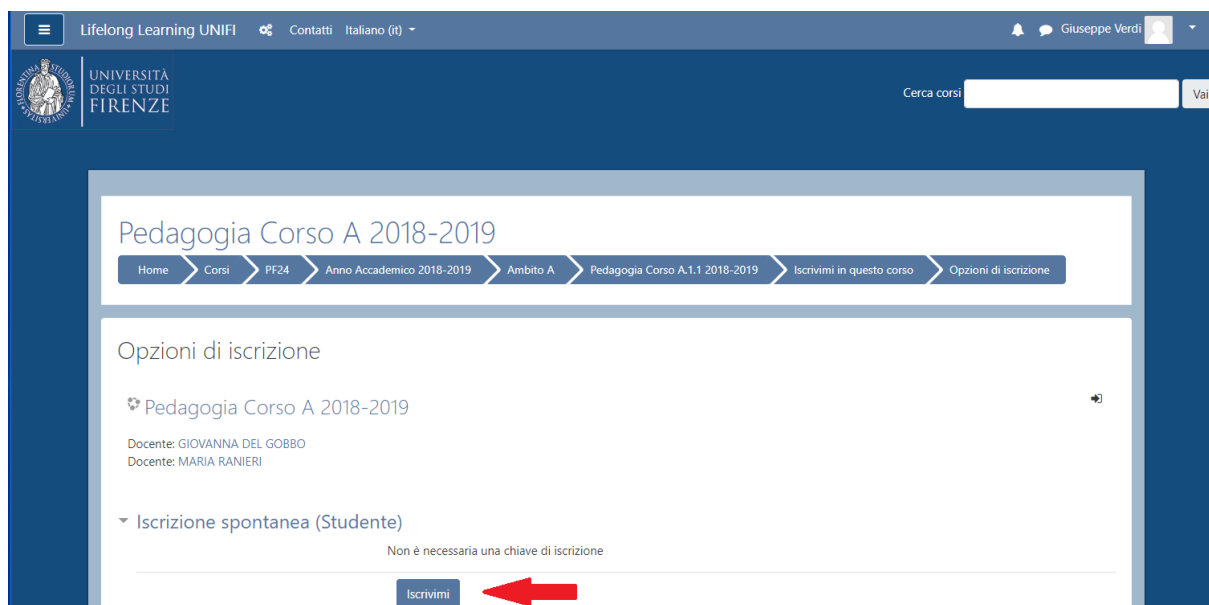 Lifelong Learning UNIFI Contatti Italiano (it) Giuseppe Verdi
UNIVERSITÀ
DEGLI STUDI
FIRENZE
Cerca corsi Vai
Pedagogia Corso A 2018-2019
Home Corsi PF24 Anno Accademico 2018-2019 Ambito A Pedagogia Corso A.1.1 2018-2019 Iscrivimi in questo corso Opzioni di iscrizione
Opzioni di iscrizione
Pedagogia Corso A 2018-2019
Docente: GIOVANNA DEL GOBBO
Docente: MARIA RANIERI
Iscrizione spontanea (Studente)
Non è necessaria una chiave di iscrizione
Iscrivimi